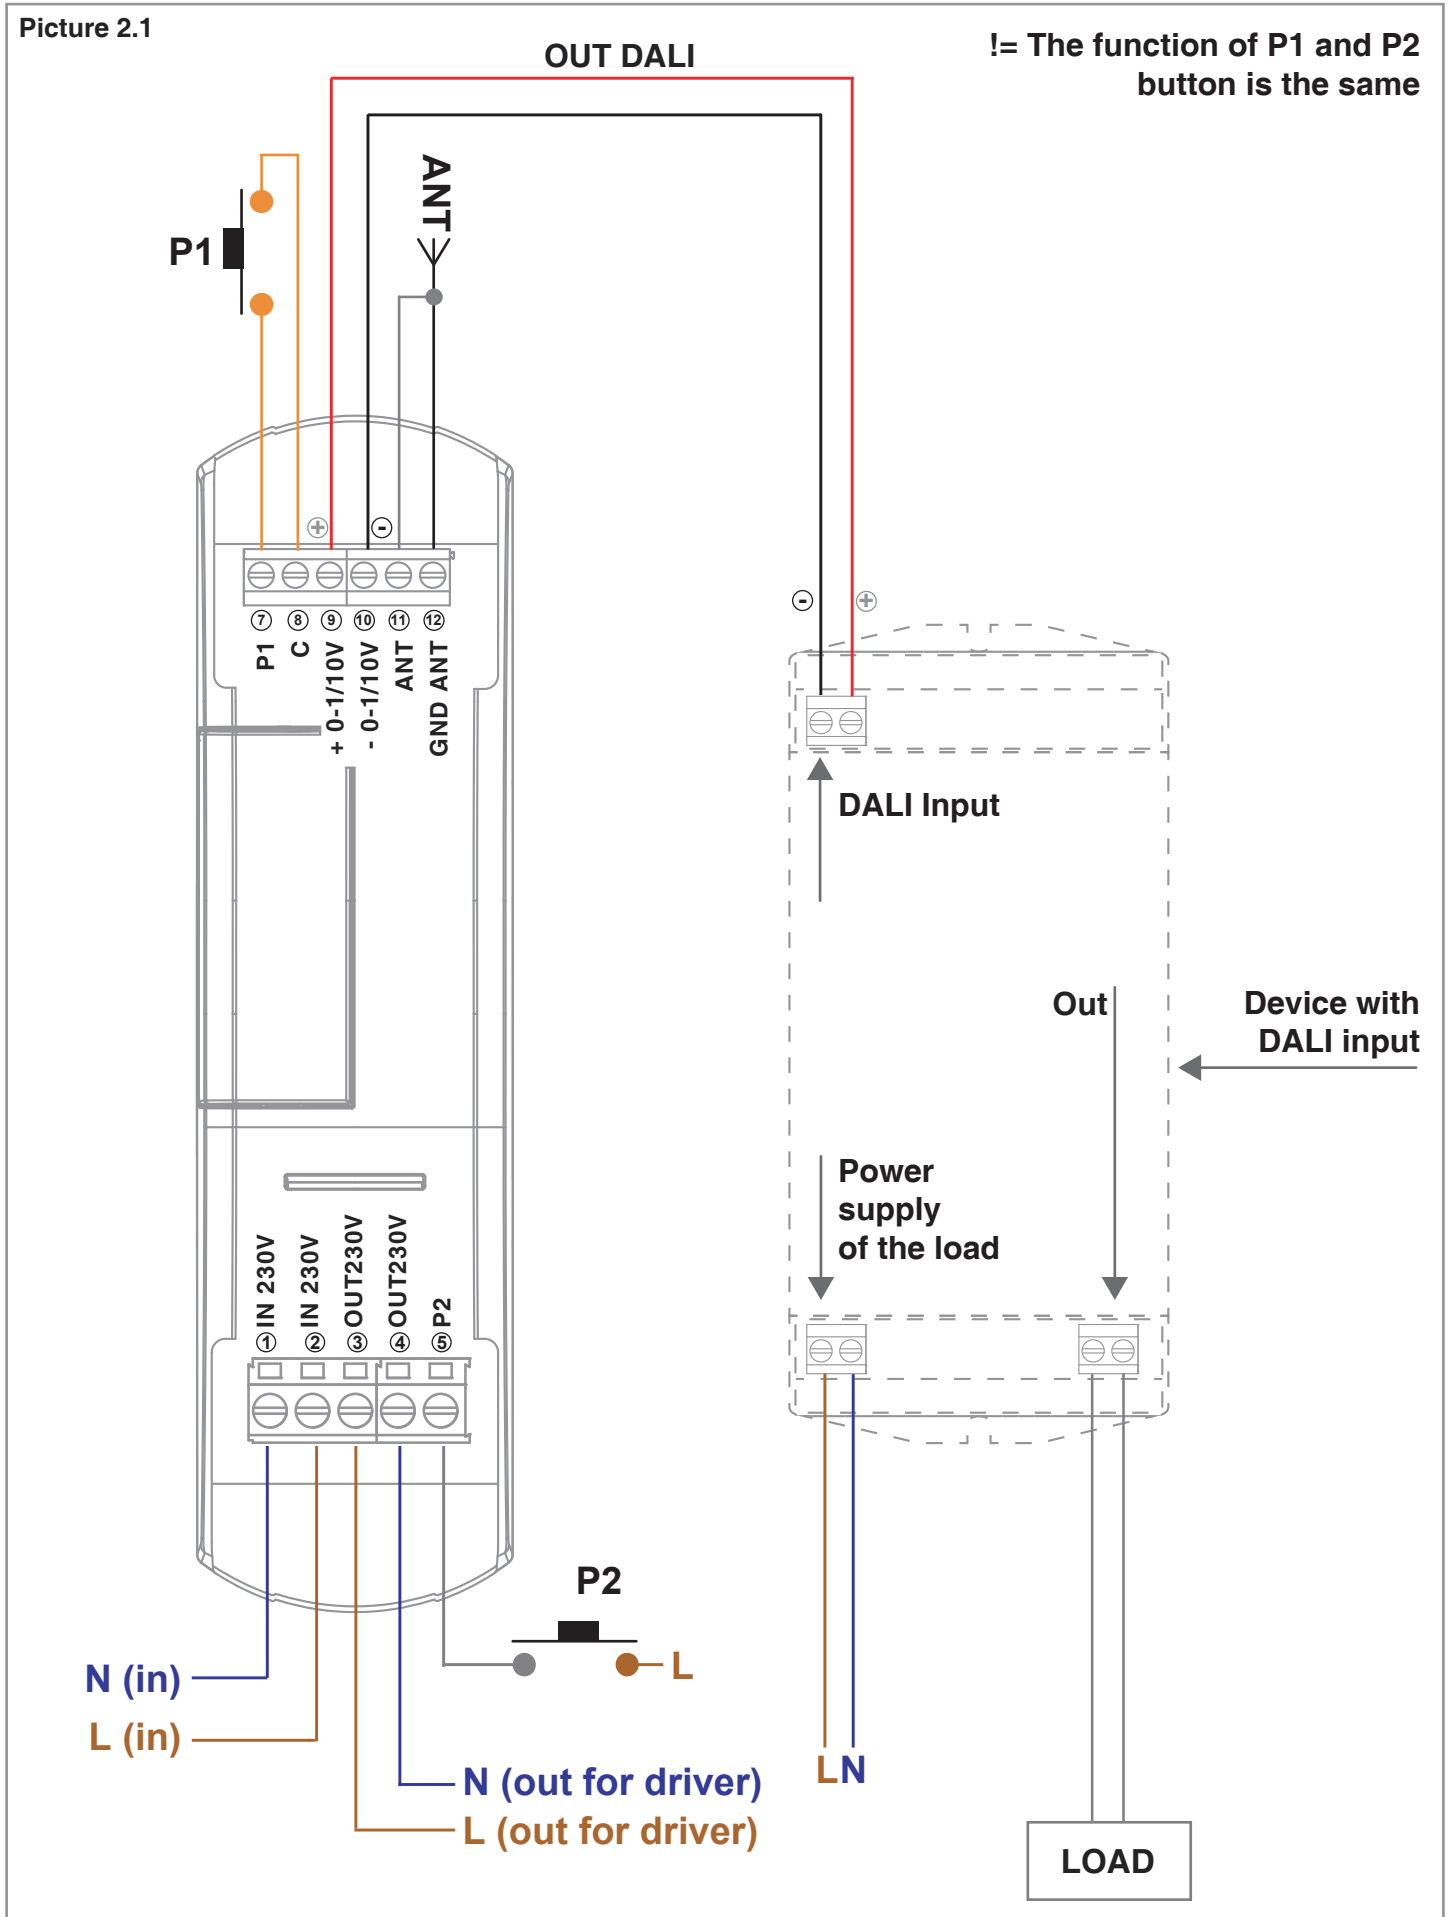 Picture 2.1
!= The function of P1 and P2
button is the same
OUT DALI
ANT
P1
+
-
7 8 9 10 11 12
P1
C
+ 0-1/10V
- 0-1/10V
ANT
GND ANT
-
+
DALI Input
Out
Device with
DALI input
Power
supply
of the load
IN 230V
IN 230V
OUT230V
OUT230V
P2
1 2 3 4 5
P2
L
N (in)
L (in)
N (out for driver)
L (out for driver)
L N
LOAD